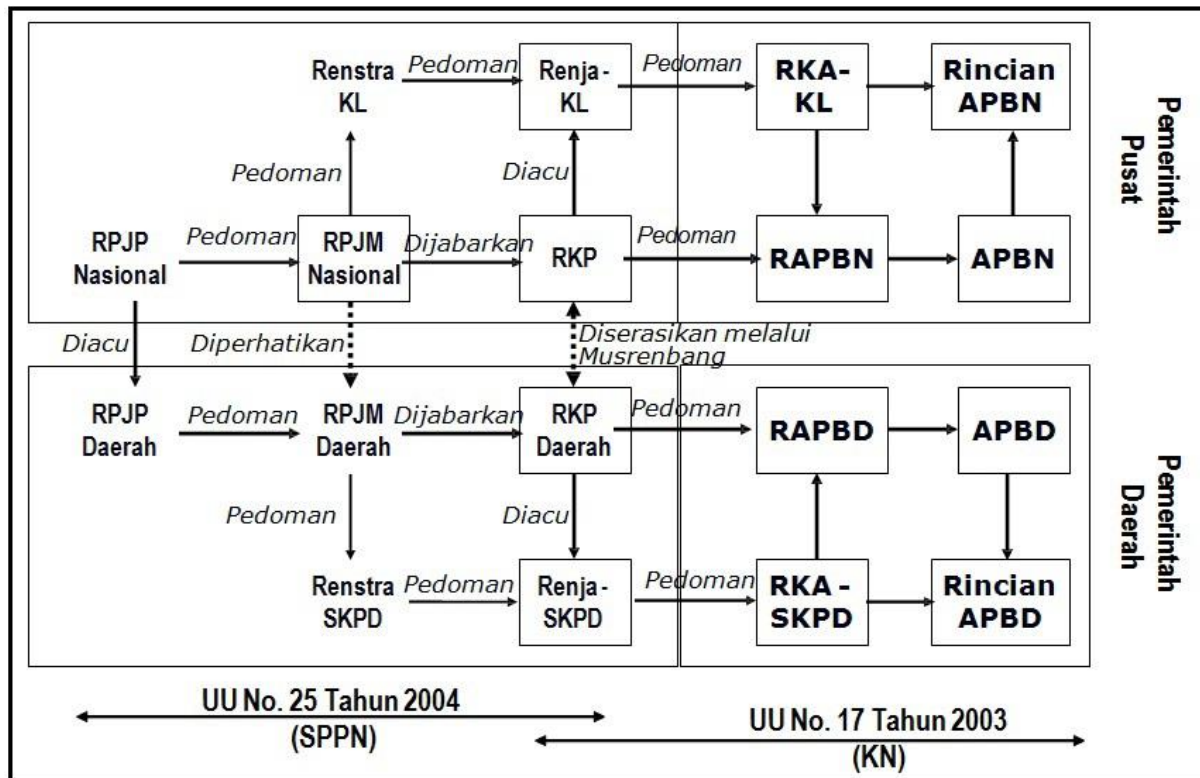 Renstra
KL
Pedoman
Renja -
KL
Pedoman
RKA-
KL
Rincian
APBN
Pemerintah
Pusat
Pedoman
Diacu
RPJP
Nasional
Pedoman
RPJM
Nasional
Dijabarkan
RKP
Pedoman
RAPBN
APBN
Diacu
Diperhatikan
Diserasikan melalui
Musrenbang
RPJP
Daerah
Pedoman
RPJM
Daerah
Dijabarkan
RKP
Daerah
Pedoman
RAPBD
APBD
Pemerintah
Daerah
Pedoman
Diacu
Renstra
SKPD
Pedoman
Renja -
SKPD
Pedoman
RKA -
SKPD
Rincian
APBD
UU No. 25 Tahun 2004
(SPPN)
UU No. 17 Tahun 2003
(KN)